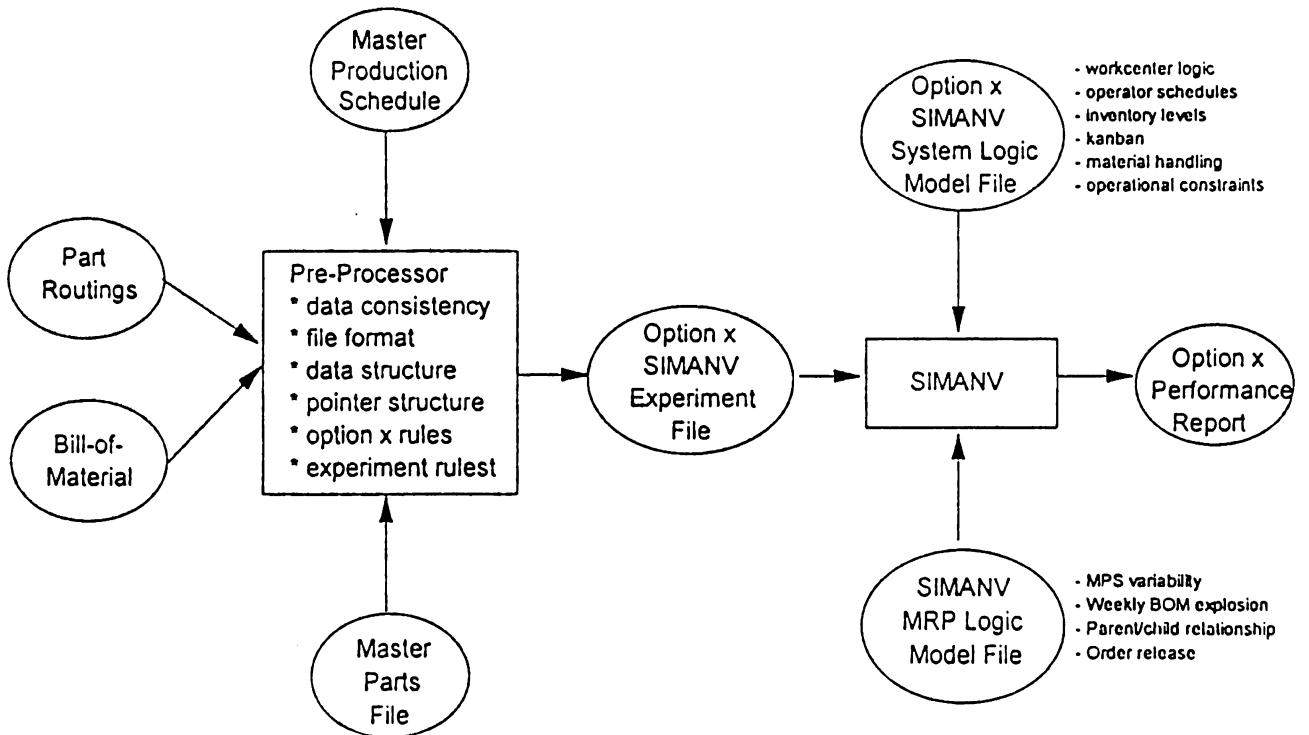 Master
Production
Schedule
Part
Routings
Bill-of-
Material
Pre-Processor
* data consistency
* file format
* data structure
* pointer structure
* option x rules
* experiment rulest
Master
Parts
File
Option x
SIMANV
Experiment
File
Option x
SIMANV
System Logic
Model File
- workcenter logic
- operator schedules
- inventory levels
- kanban
- material handling
- operational constraints
SIMANV
SIMANV
MRP Logic
Model File
- MPS variability
- Weekly BOM explosion
- Parent/child relationship
- Order release
Option x
Performance
Report